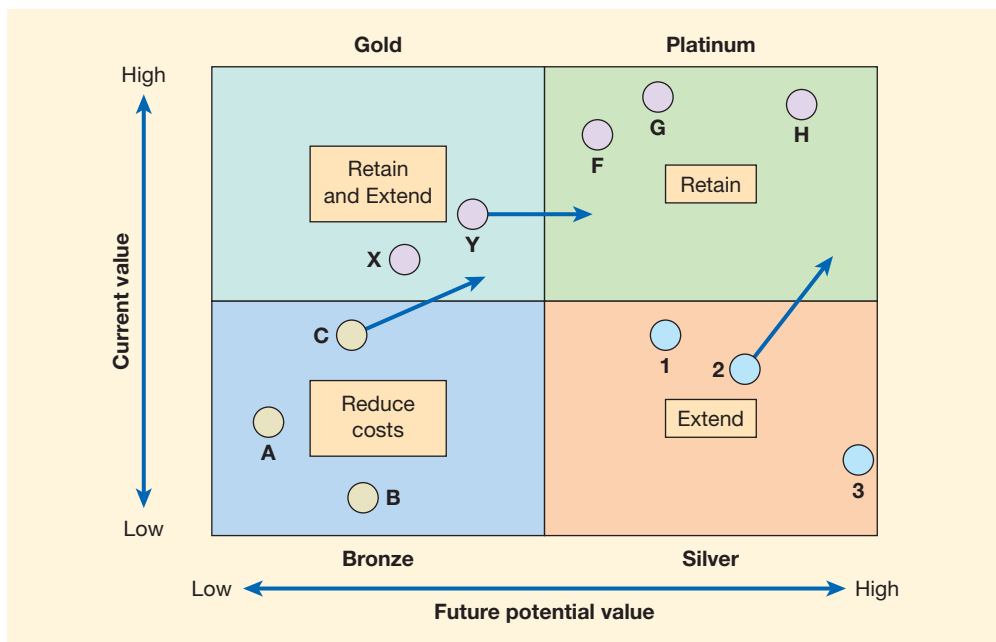 Gold
Platinum
High
G
H
F
Retain
and Extend
Retain
Y
X
Current value
C
1
2
Reduce
costs
Extend
A
3
B
Low
Bronze
Silver
Low
High
Future potential value